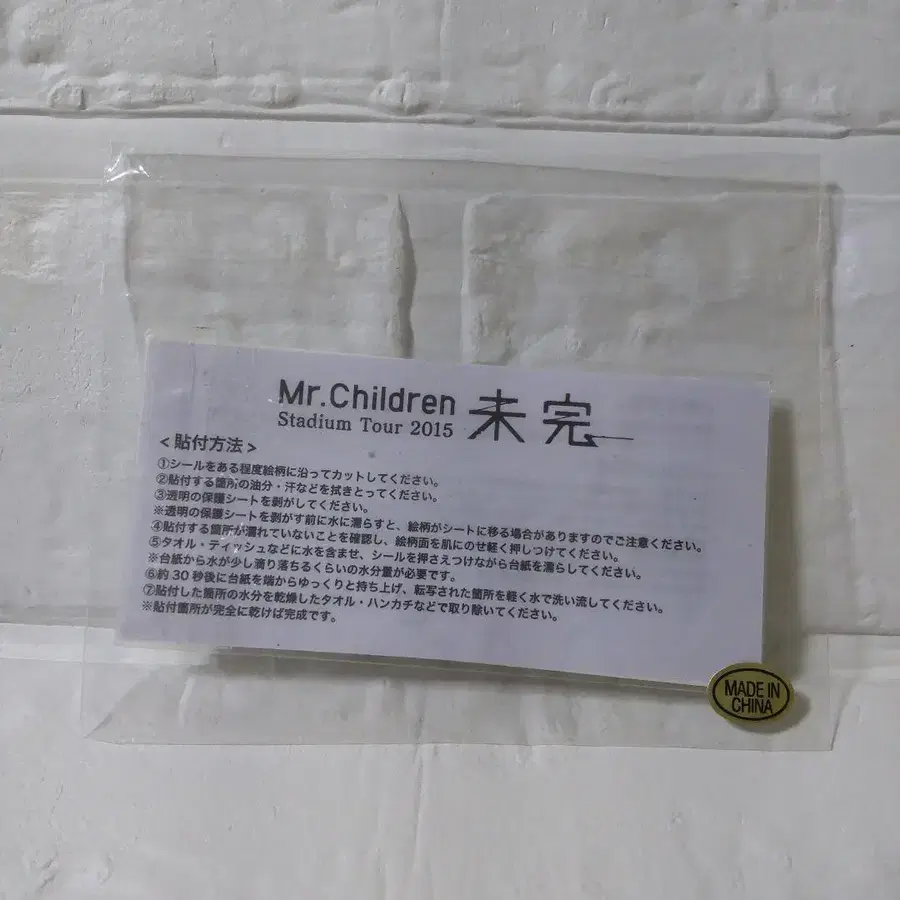 Mr.Children 未完
Stadium Tour 2015
<貼付方法>
①シールをある程度絵柄に沿ってカットしてください。
②貼付する箇所の油分・汗などを拭きとってください。
③透明の保護シートを剥がしてください。
※透明の保護シートを剥がす前に水に濡らすと、絵柄がシートに移る場合がありますのでご注意ください。
④貼付する箇所が濡れていないことを確認し、絵柄面を肌にのせ軽く押しつけてください。
⑤タオル・ティッシュなどに水を含ませ、シールを押さえつけながら台紙を濡らしてください。
※台紙から水が少し滴り落ちるくらいの水分量が必要です。
⑥約30秒後に台紙を端からゆっくりと持ち上げ、転写された箇所を軽く水で洗い流してください。
⑦貼付した箇所の水分を乾燥したタオル・ハンカチなどで取り除いてください。
※貼付箇所が完全に乾けば完成です。
MADE IN
CHINA